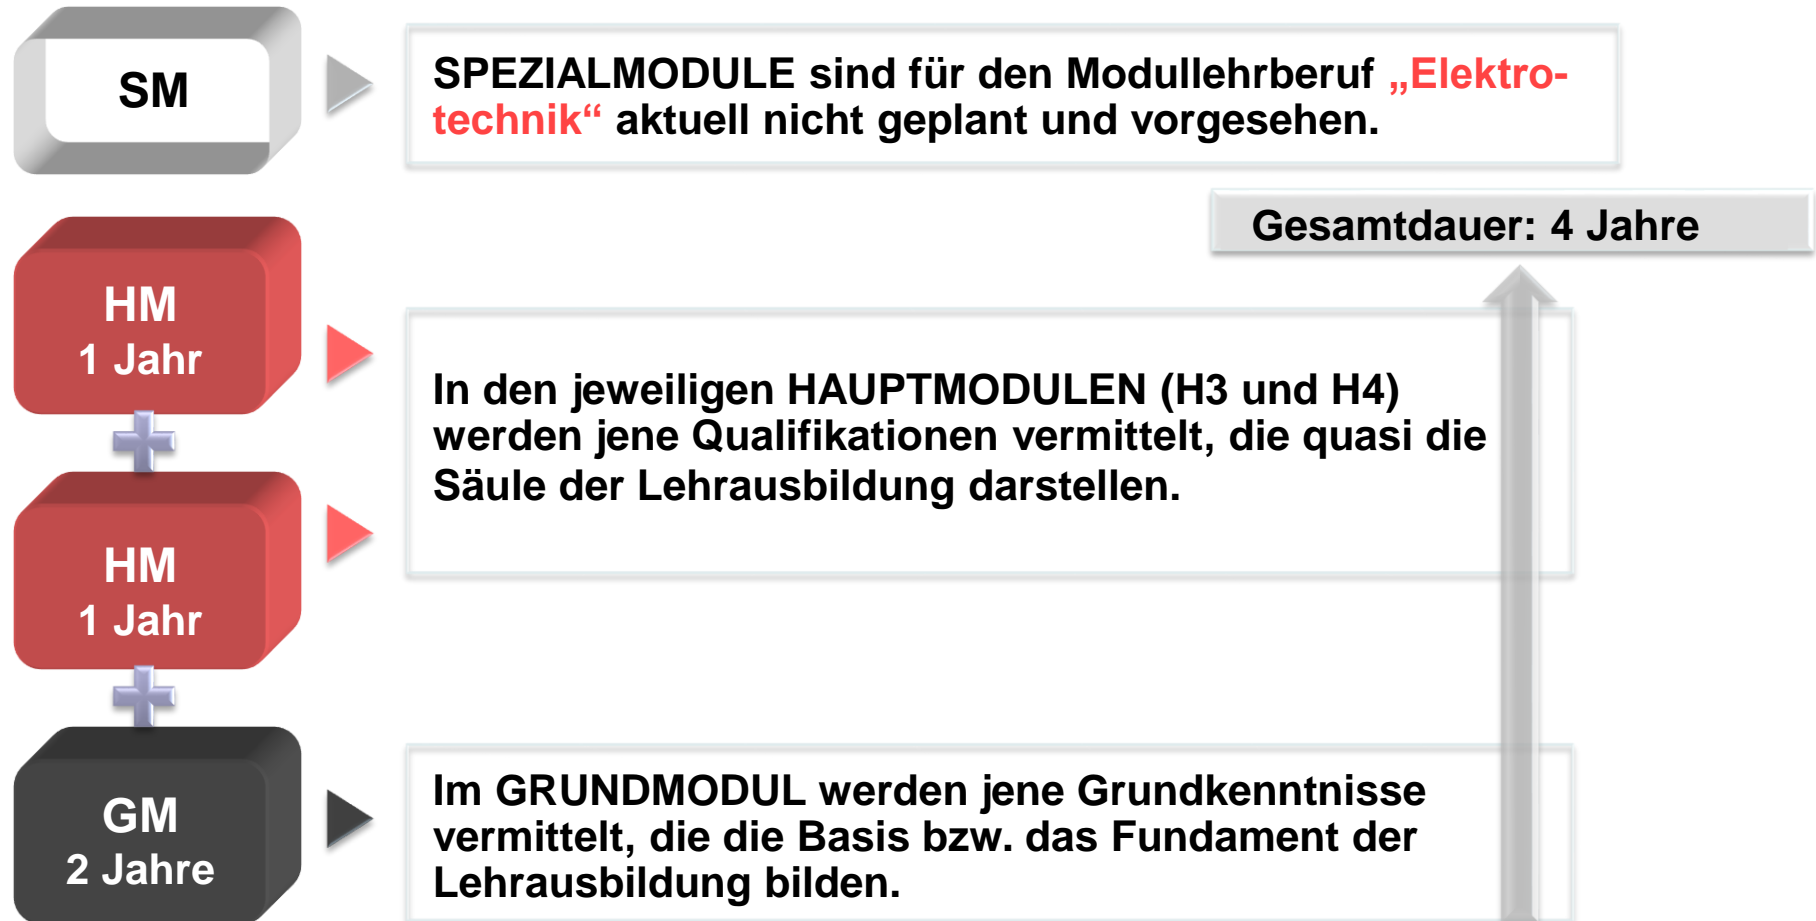 SM
SPEZIALMODULE sind für den Modullehrberuf „Elektro-
technik“ aktuell nicht geplant und vorgesehen.
Gesamtdauer: 4 Jahre
HM
1 Jahr
In den jeweiligen HAUPTMODULEN (H3 und H4)
werden jene Qualifikationen vermittelt, die quasi die
Säule der Lehrausbildung darstellen.
HM
1 Jahr
GM
2 Jahre
Im GRUNDMODUL werden jene Grundkenntnisse
vermittelt, die die Basis bzw. das Fundament der
Lehrausbildung bilden.